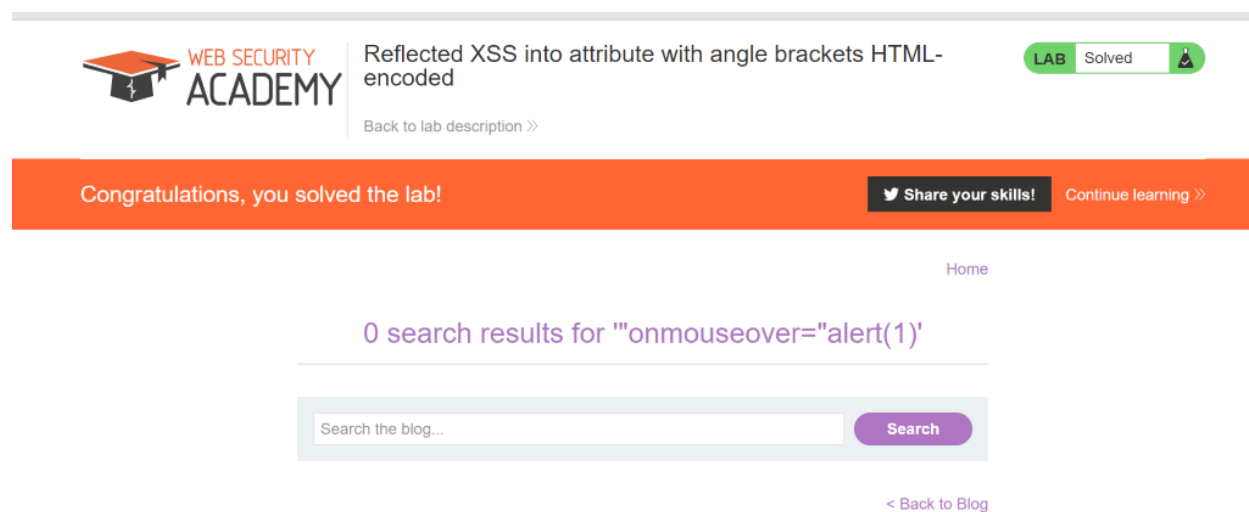 WEB SECURITY
ACADEMY
Reflected XSS into attribute with angle brackets HTML-
encoded
Back to lab description »
LAB Solved
Congratulations, you solved the lab!
Share your skills!
Continue learning »
Home
0 search results for '"onmouseover="alert(1)'
Search the blog...
Search
< Back to Blog